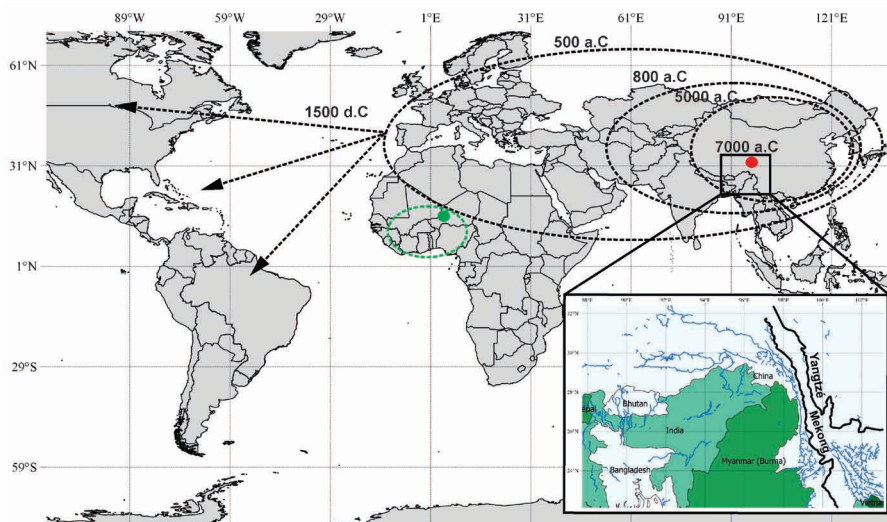 89°W 59°W 29°W 1°E 31°E 61°E 91°E 121°E
61°N
31°N
1°N
29°S
59°S
500 a.C
800 a.C
5000 a.C
7000 a.C
1500 d.C
China
Bhutan
India
Bangladesh
Myanmar (Burma)
Yangtzé
Mekong